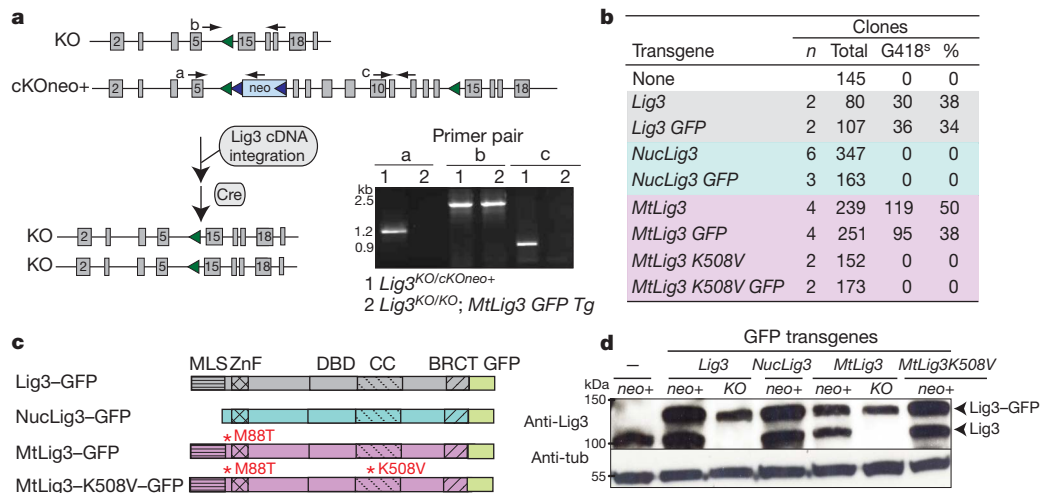 a
KO 2 5 b 15 18
cKOneo+ 2 a 5 neo c 10 15 18
Lig3 cDNA
integration
Cre
KO 2 5 15 18
KO 2 5 15 18
Primer pair
a b c
1 2 1 2 1 2
kb
2.5
1.2
0.9
1 Lig3KO/cKOneo+
2 Lig3KO/KO; MtLig3 GFP Tg
b
Clones
Transgene n Total G418s %
None 145 0 0
Lig3 2 80 30 38
Lig3 GFP 2 107 36 34
NucLig3 6 347 0 0
NucLig3 GFP 3 163 0 0
MtLig3 4 239 119 50
MtLig3 GFP 4 251 95 38
MtLig3 K508V 2 152 0 0
MtLig3 K508V GFP 2 173 0 0
c
MLS ZnF DBD CC BRCT GFP
Lig3–GFP
NucLig3–GFP
* M88T
MtLig3–GFP
* M88T * K508V
MtLig3–K508V–GFP
d
GFP transgenes
– Lig3 NucLig3 MtLig3 MtLig3K508V
neo+ neo+ KO neo+ neo+ KO neo+
kDa
150
Anti-Lig3
100
Anti-tub
55
Lig3–GFP
Lig3